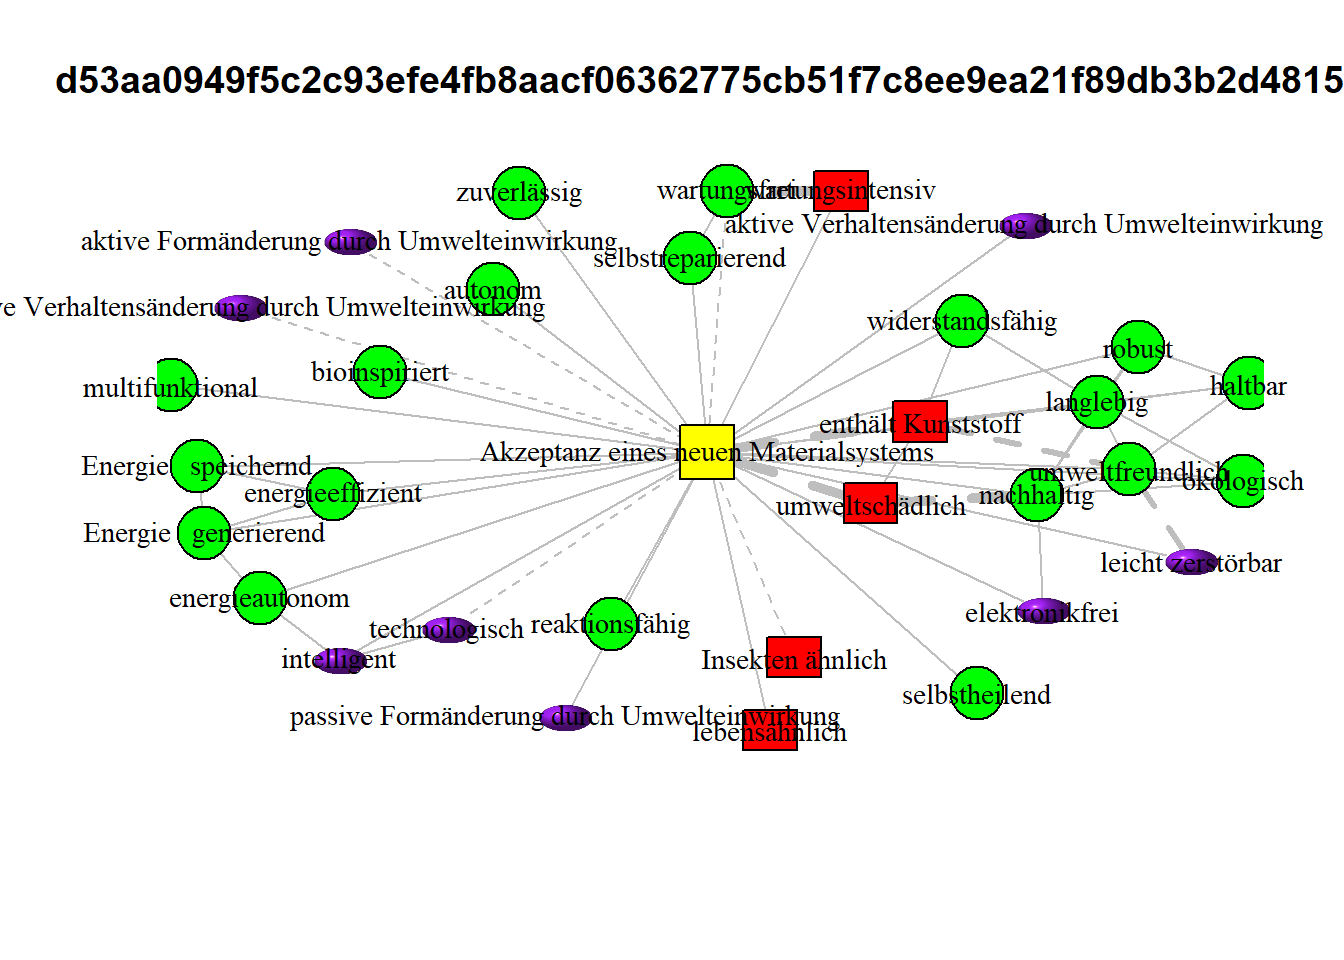 d53aa0949f5c2c93efe4fb8aacf06362775cb51f7c8ee9ea21f89db3b2d4815
zuverlässig
wartungsfrei
wartungsintensiv
aktive Verhaltensänderung durch Umwelteinwirkung
aktive Formänderung durch Umwelteinwirkung
selbstreparierend
autonom
ve Verhaltensänderung durch Umwelteinwirkung
widerstandsfähig
robust
bioinspiriert
multifunktional
haltbar
langlebig
enthält Kunststoff
Akzeptanz eines neuen Materialsystems
Energie speichernd
umweltfreundlich
ökologisch
energieeffizient
nachhaltig
umweltschädlich
Energie generierend
leicht zerstörbar
energieautonom
elektronikfrei
technologisch
reaktionsfähig
intelligent
Insekten ähnlich
selbstheilend
passive Formänderung durch Umwelteinwirkung
lebensähnlich